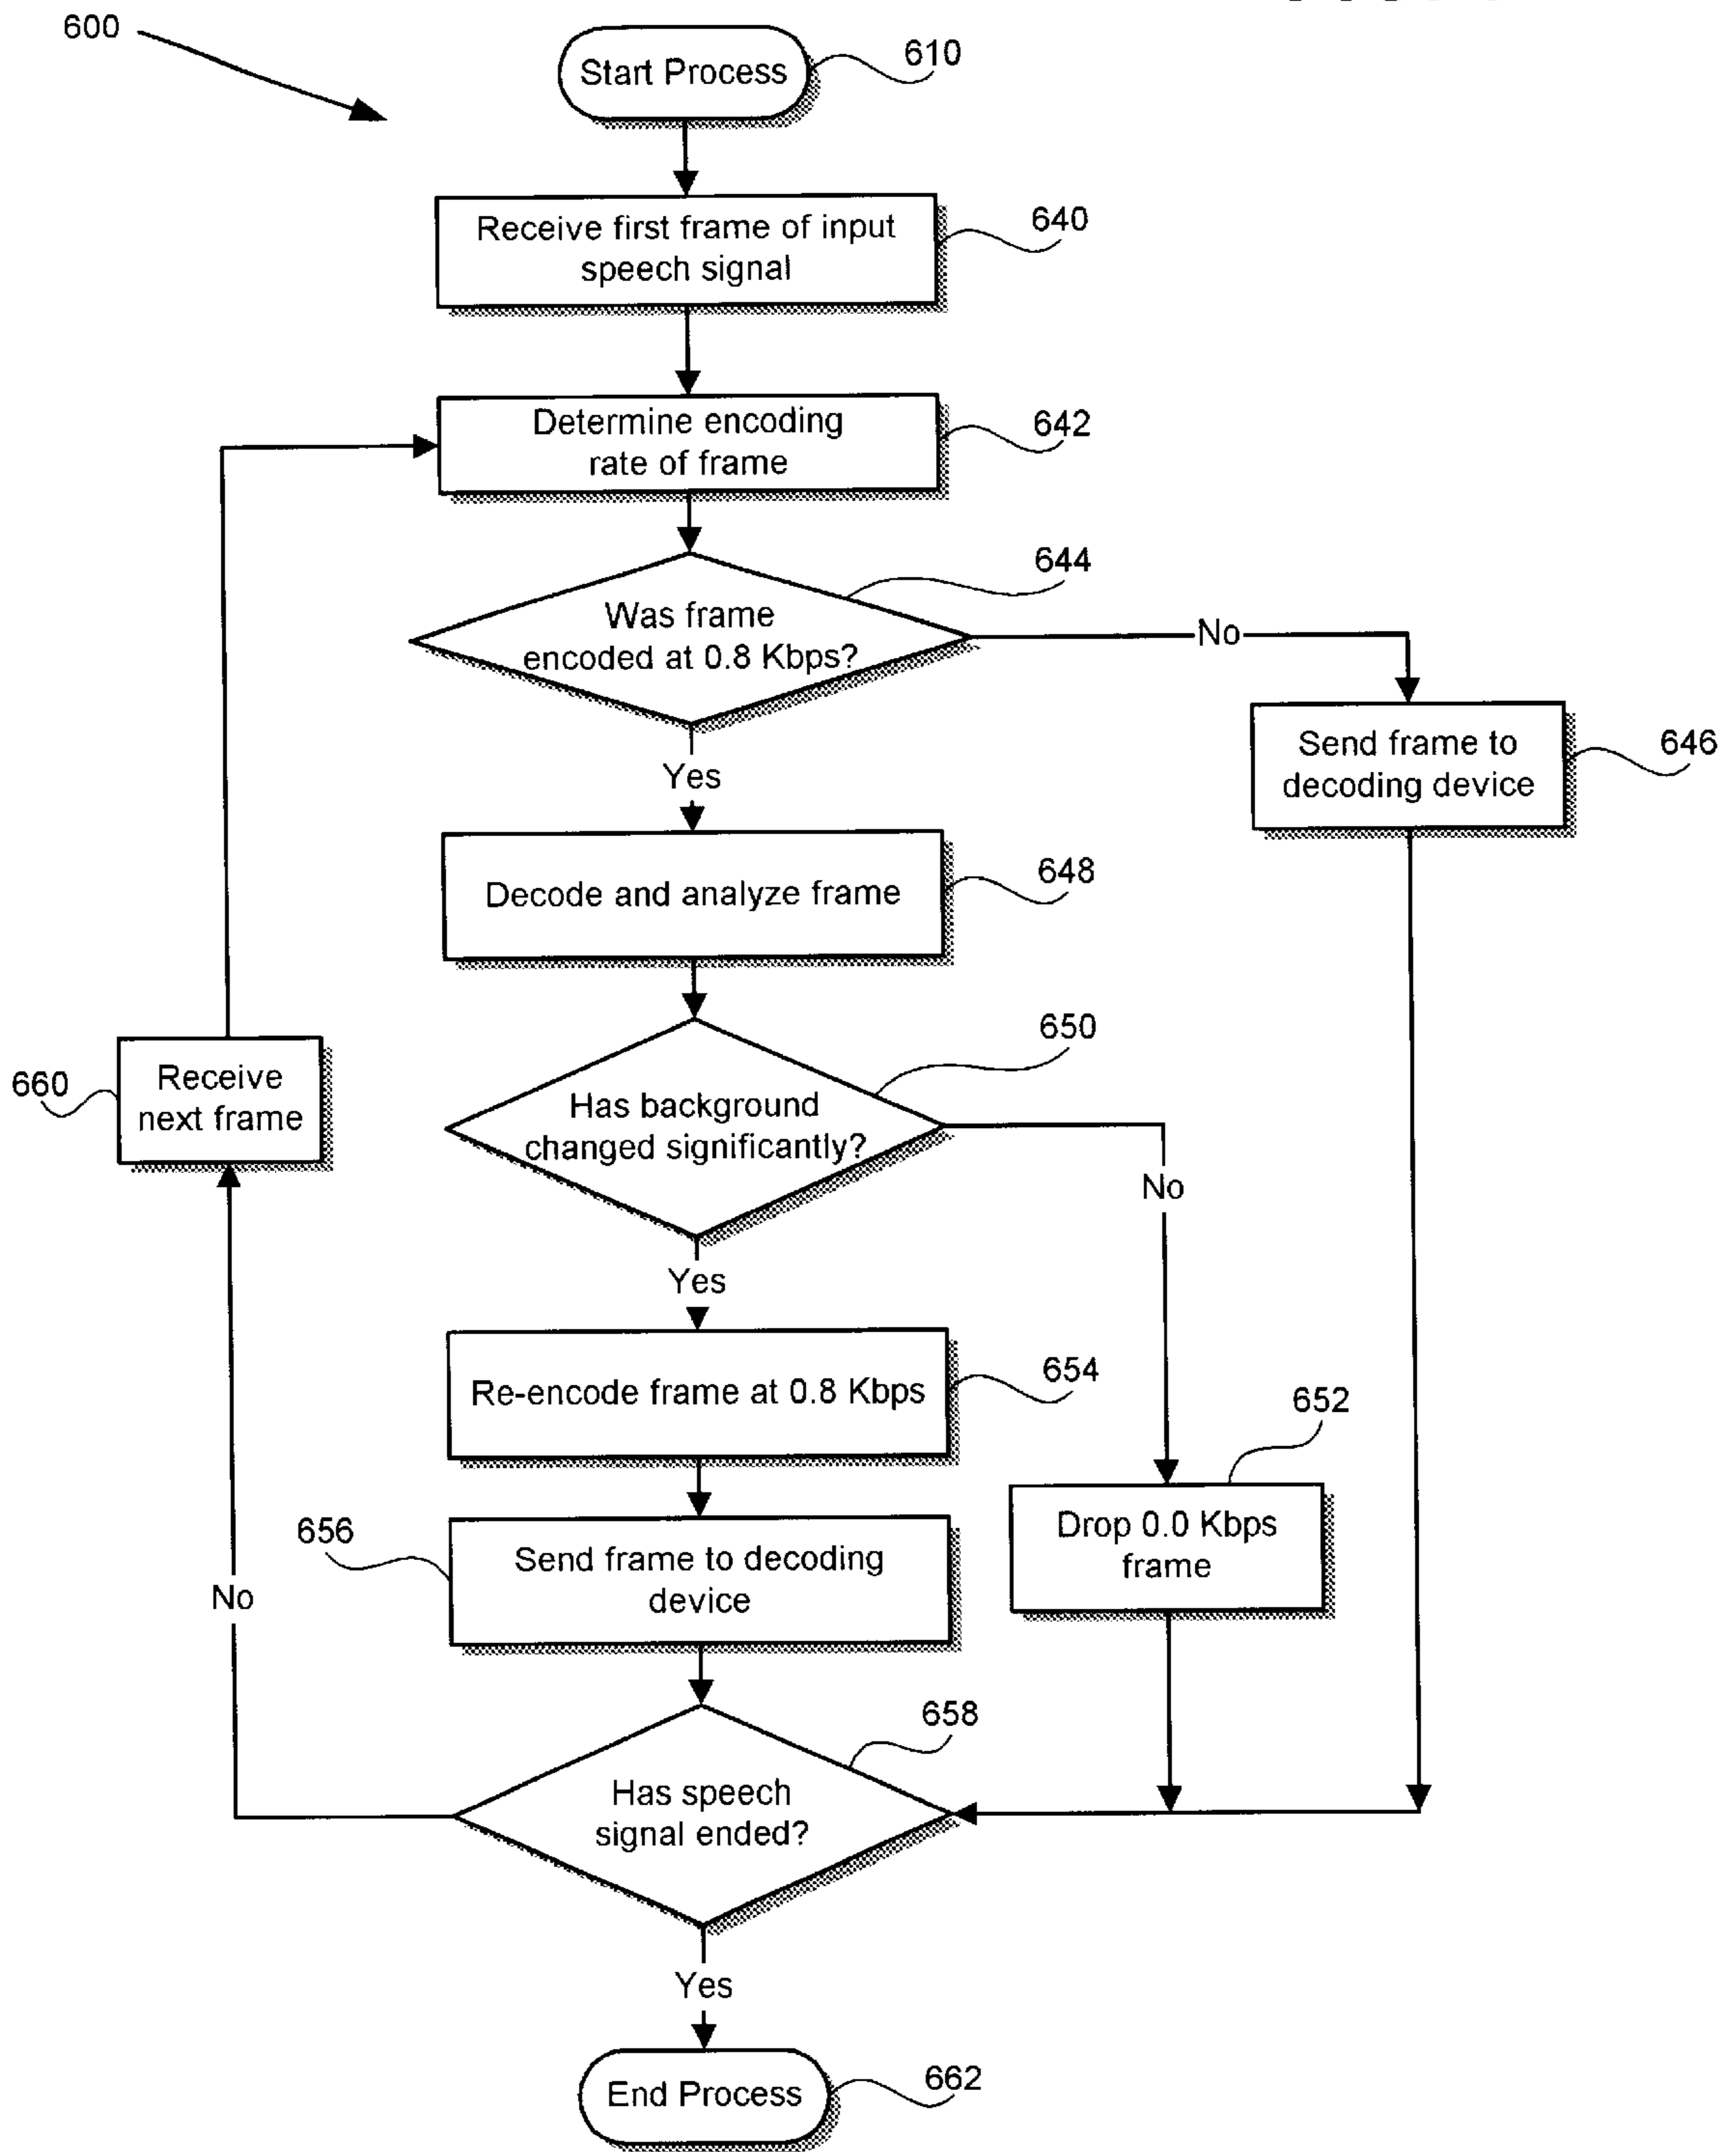 600
Start Process
610
Receive first frame of input
speech signal
640
Determine encoding
rate of frame
642
Was frame
encoded at 0.8 Kbps?
644
No
Send frame to
decoding device
646
Yes
Decode and analyze frame
648
Has background
changed significantly?
650
No
Receive
next frame
660
Yes
Re-encode frame at 0.8 Kbps
654
Drop 0.0 Kbps
frame
652
Send frame to decoding
device
656
No
Has speech
signal ended?
658
Yes
End Process
662